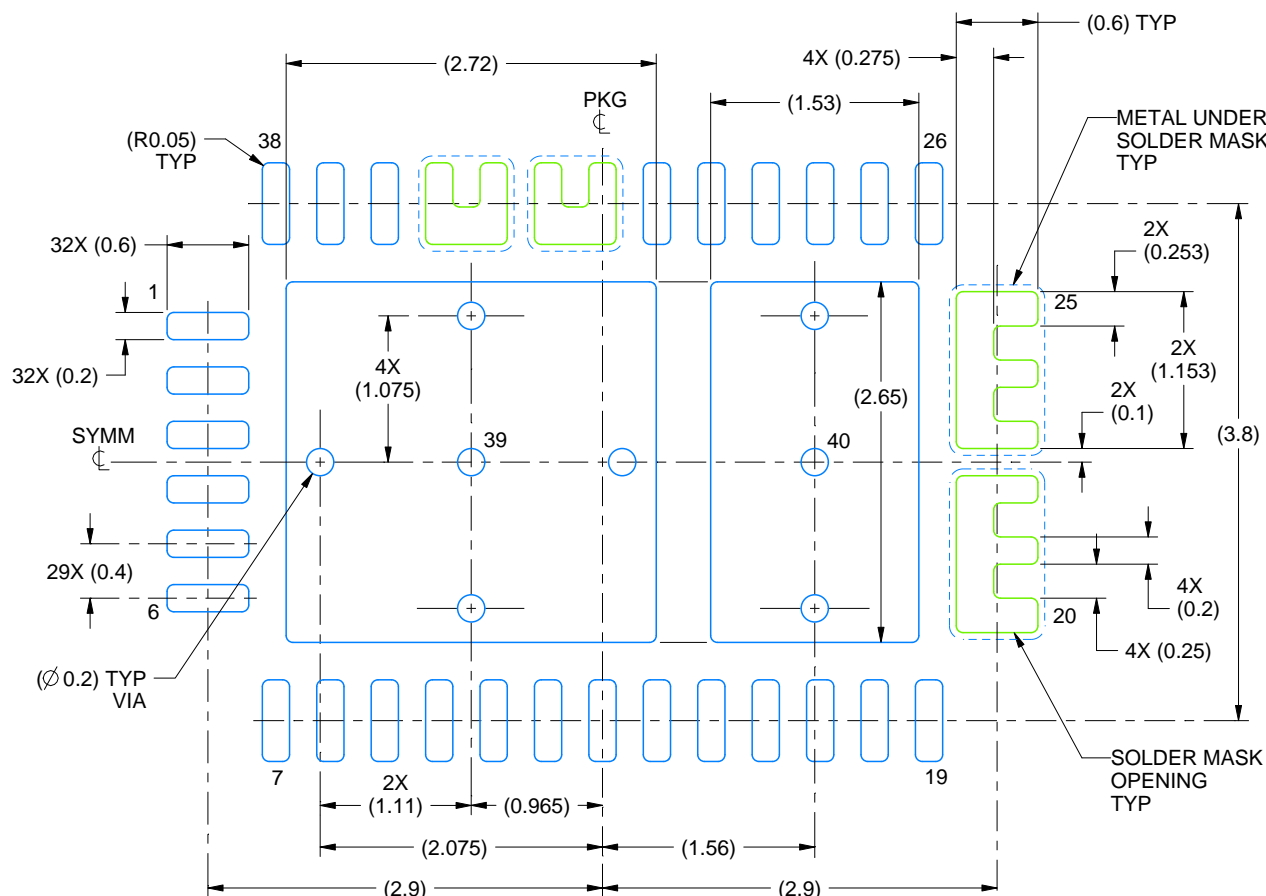 (0.6) TYP
4X (0.275)
(2.72)
PKG
℄
(1.53)
METAL UNDER
SOLDER MASK
TYP
(R0.05)
TYP
38
26
32X (0.6)
2X
(0.253)
1
25
32X (0.2)
4X
(1.075)
2X
(1.153)
(2.65)
2X
(0.1)
SYMM
℄
39
40
(3.8)
29X (0.4)
6
20
4X
(0.2)
4X (0.25)
(Ø 0.2) TYP
VIA
7
19
2X
(1.11)
(0.965)
SOLDER MASK
OPENING
TYP
(2.075)
(1.56)
(2.9)
(2.9)